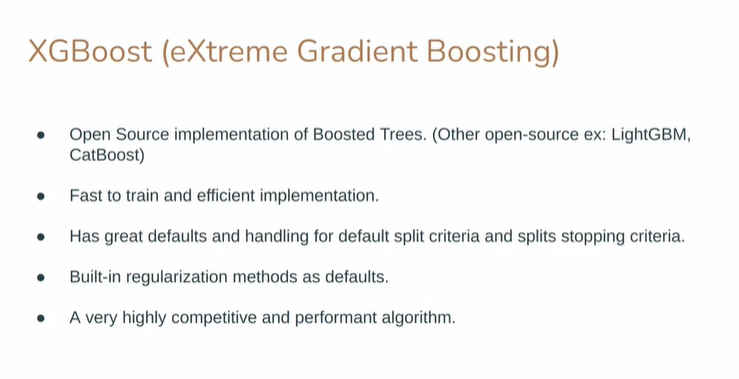 XGBoost (eXtreme Gradient Boosting)
● Open Source implementation of Boosted Trees. (Other open-source ex: LightGBM,
CatBoost)
● Fast to train and efficient implementation.
● Has great defaults and handling for default split criteria and splits stopping criteria.
● Built-in regularization methods as defaults.
● A very highly competitive and performant algorithm.